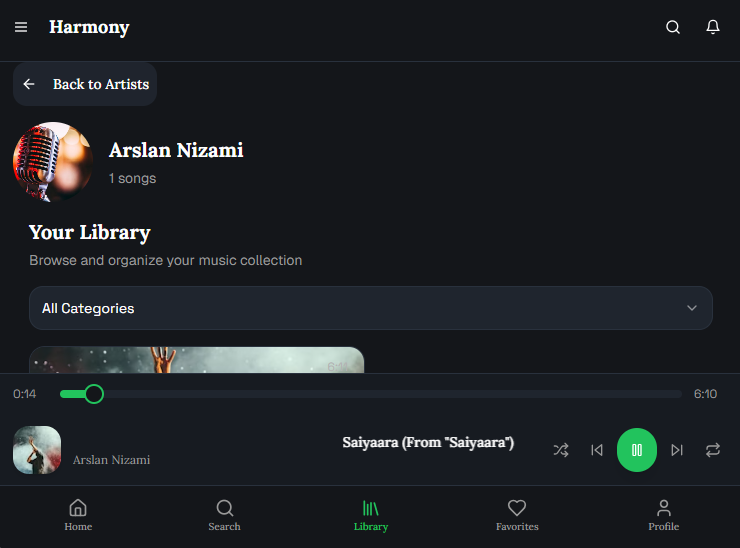 Harmony
Back to Artists
Arslan Nizami
1 songs
Your Library
Browse and organize your music collection
All Categories
0:14
6:10
Saiyaara (From "Saiyaara")
Arslan Nizami
Home
Search
Library
Favorites
Profile